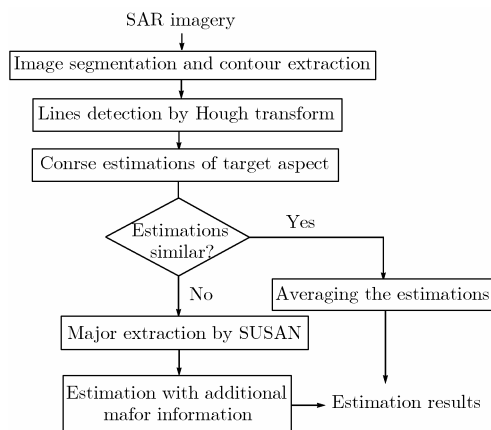 SAR imagery
Image segmentation and contour extraction
Lines detection by Hough transform
Conrse estimations of target aspect
Estimations
similar?
Yes
No
Averaging the estimations
Major extraction by SUSAN
Estimation with additional
mafor information
Estimation results